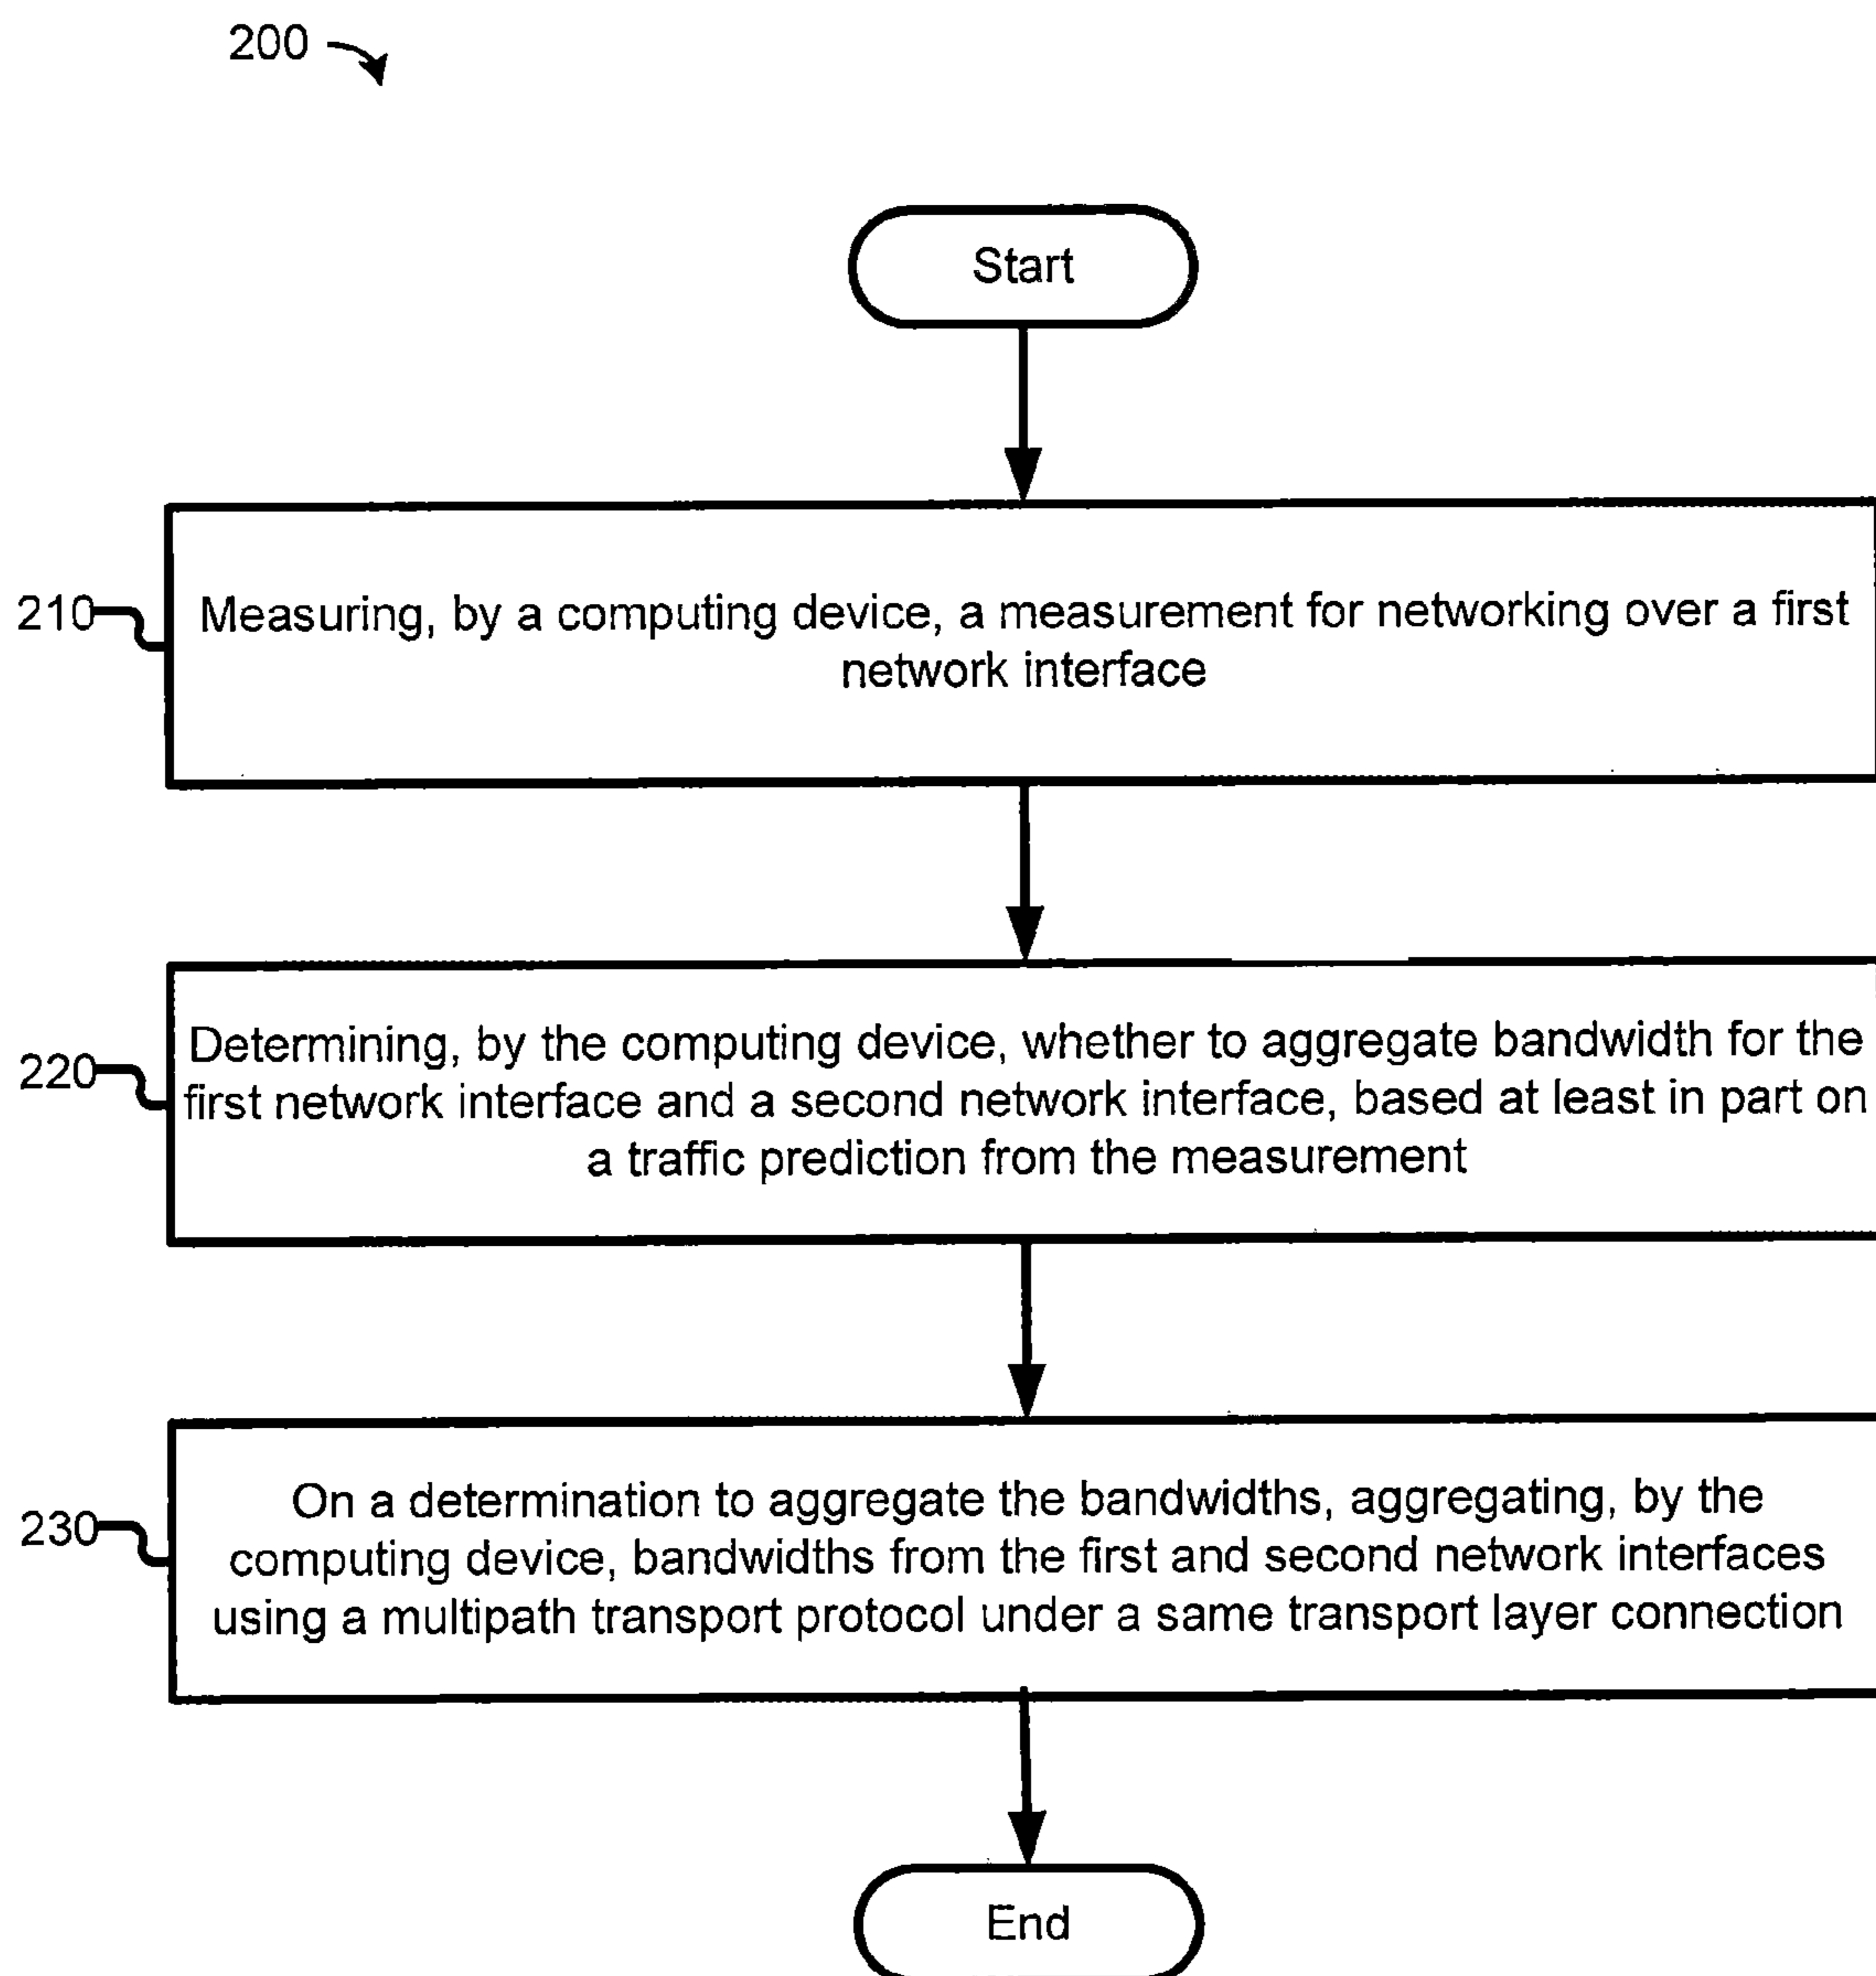 200
Start
210
Measuring, by a computing device, a measurement for networking over a first
network interface
220
Determining, by the computing device, whether to aggregate bandwidth for the
first network interface and a second network interface, based at least in part on
a traffic prediction from the measurement
230
On a determination to aggregate the bandwidths, aggregating, by the
computing device, bandwidths from the first and second network interfaces
using a multipath transport protocol under a same transport layer connection
End